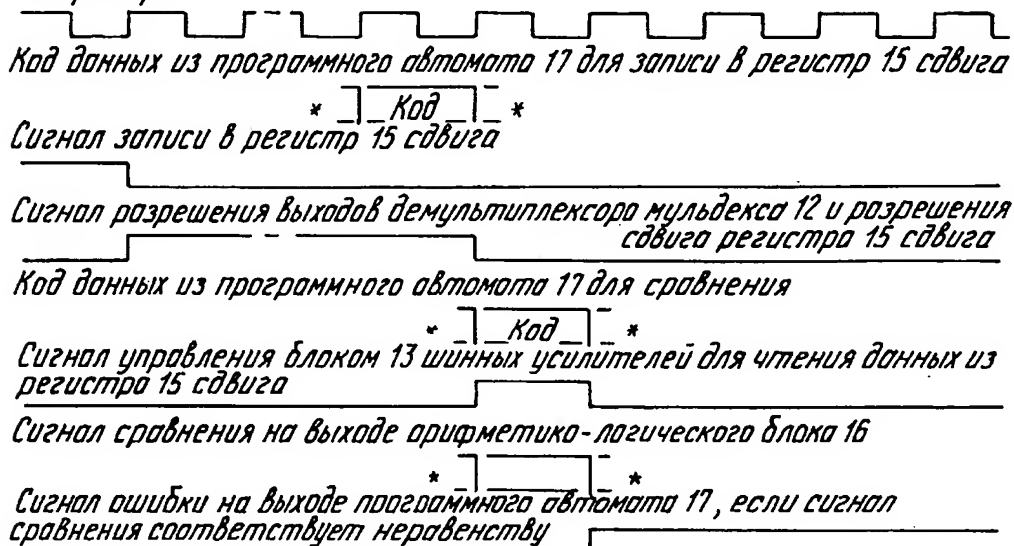 Код данных из программного автомата 17 для записи в регистр 15 сдвига
* Код *
Сигнал записи в регистр 15 сдвига
Сигнал разрешения выходов демультиплексора мульдекса 12 и разрешения
сдвига регистра 15 сдвига
Код данных из программного автомата 17 для сравнения
* Код *
Сигнал управления блоком 13 шинных усилителей для чтения данных из
регистра 15 сдвига
Сигнал сравнения на выходе арифметико-логического блока 16
* *
Сигнал ошибки на выходе программного автомата 17, если сигнал
сравнения соответствует неравенству